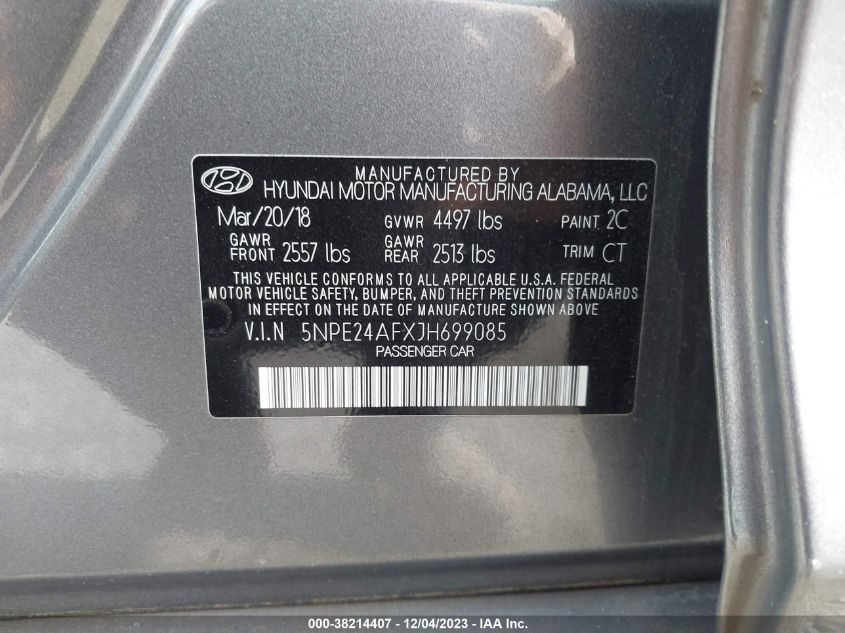 MANUFACTURED BY
HYUNDAI MOTOR MANUFACTURING ALABAMA, LLC
Mar/20/18 GVWR 4497 lbs PAINT 2C
GAWR FRONT 2557 lbs GAWR REAR 2513 lbs TRIM CT
THIS VEHICLE CONFORMS TO ALL APPLICABLE U.S.A. FEDERAL
MOTOR VEHICLE SAFETY, BUMPER, AND THEFT PREVENTION STANDARDS
IN EFFECT ON THE DATE OF MANUFACTURE SHOWN ABOVE
V.I.N 5NPE24AFXJH699085
PASSENGER CAR
000-38214407 - 12/04/2023 - IAA Inc.